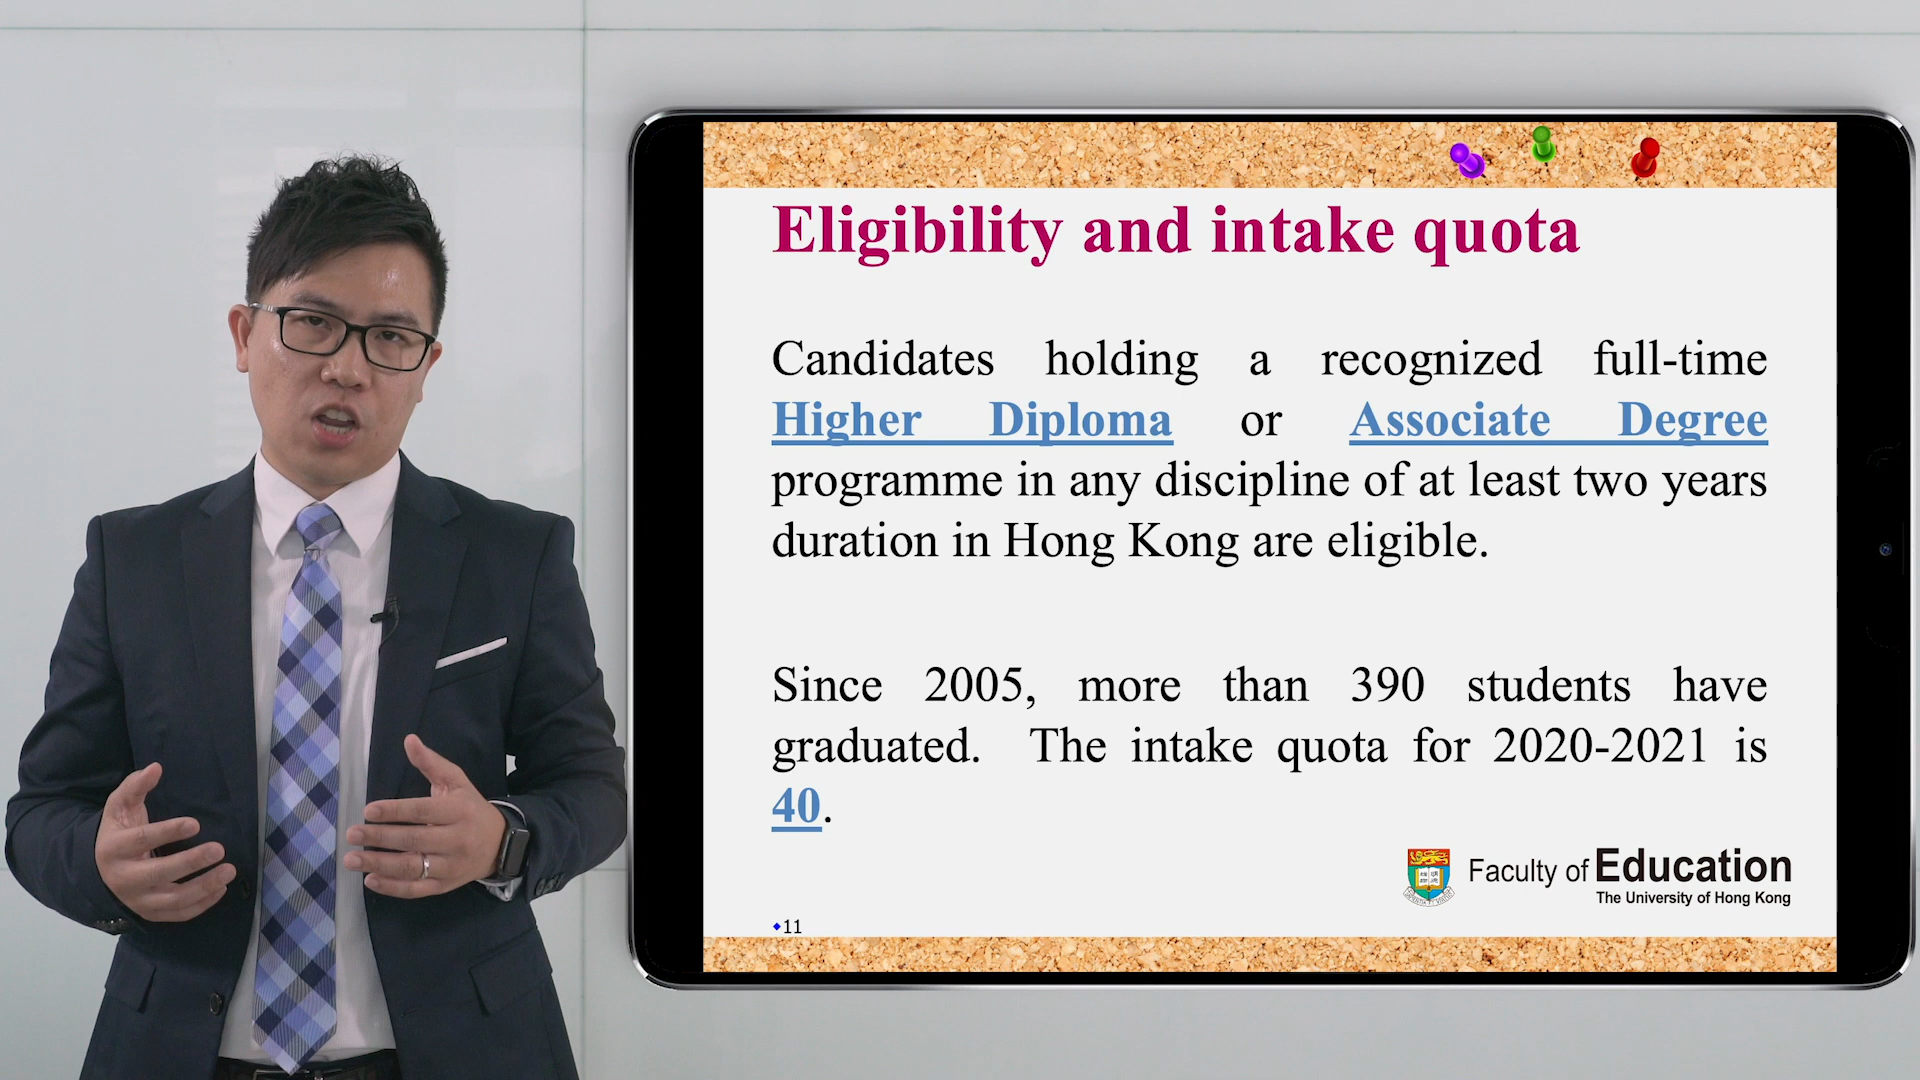 Eligibility and intake quota
Candidates holding a recognized full-time
Higher Diploma or Associate Degree
programme in any discipline of at least two years
duration in Hong Kong are eligible.
Since 2005, more than 390 students have
graduated. The intake quota for 2020-2021 is
40.
Faculty of Education
The University of Hong Kong
11